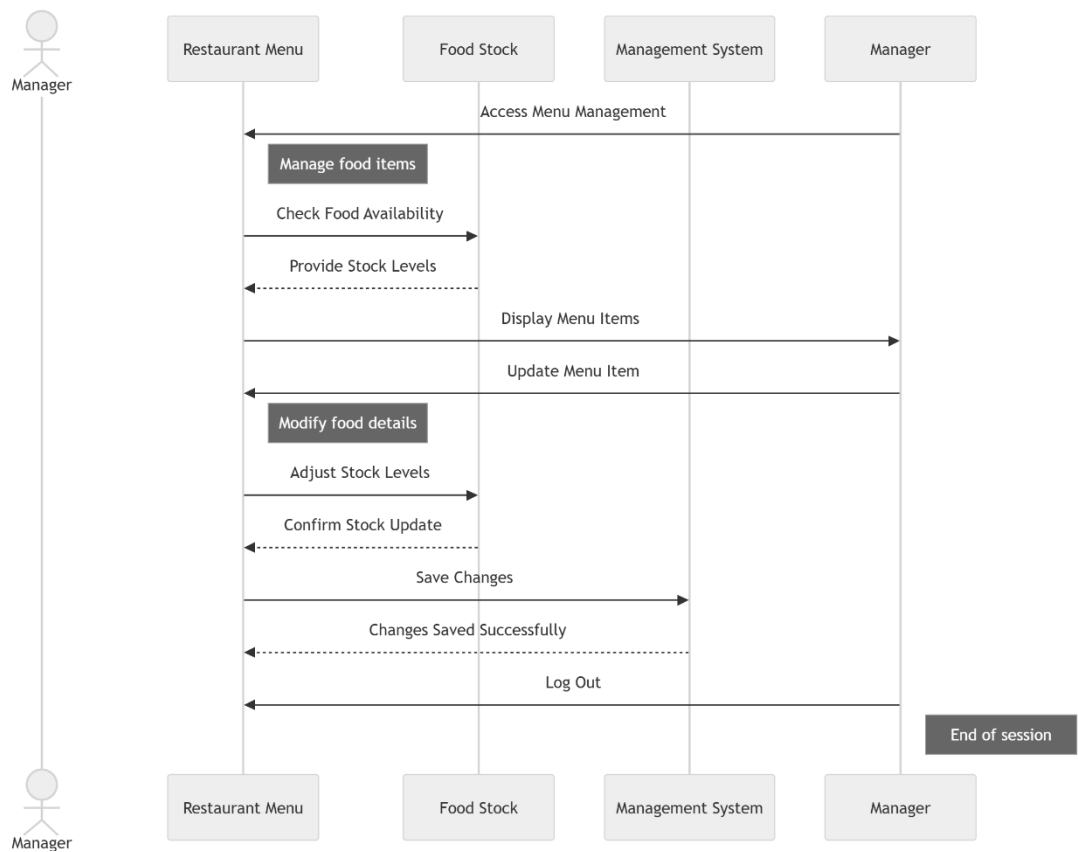 Manager
Restaurant Menu
Food Stock
Management System
Manager
Access Menu Management
Manage food items
Check Food Availability
Provide Stock Levels
Display Menu Items
Update Menu Item
Modify food details
Adjust Stock Levels
Confirm Stock Update
Save Changes
Changes Saved Successfully
Log Out
End of session
Manager
Restaurant Menu
Food Stock
Management System
Manager